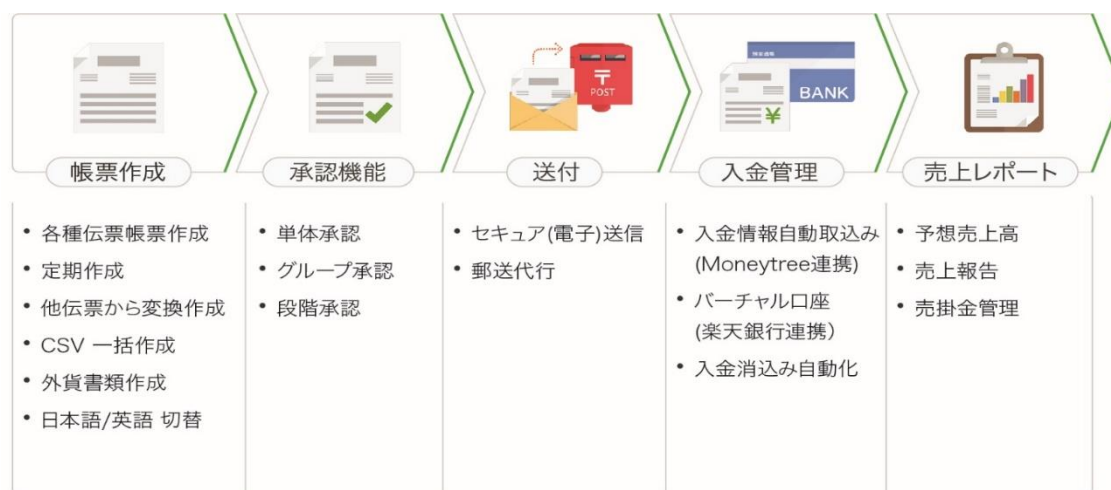 〒
POST
預金通帳
BANK
¥
帳票作成
承認機能
送付
入金管理
売上レポート
• 各種伝票帳票作成
• 定期作成
• 他伝票から変換作成
• CSV 一括作成
• 外貨書類作成
• 日本語/英語 切替
• 単体承認
• グループ承認
• 段階承認
• セキュア(電子)送信
• 郵送代行
• 入金情報自動取込み
(Moneytree連携)
• バーチャル口座
(楽天銀行連携）
• 入金消込み自動化
• 予想売上高
• 売上報告
• 売掛金管理